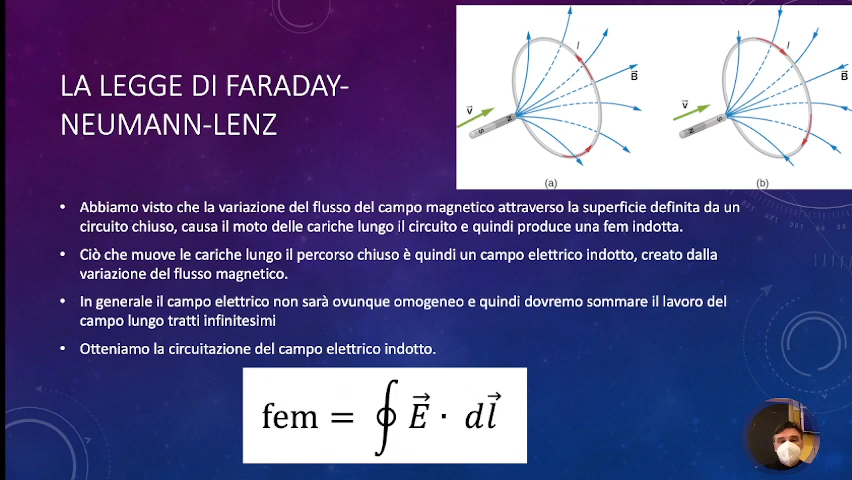 LA LEGGE DI FARADAY-
NEUMANN-LENZ
I
B⃗
v⃗
S
N
(a)
I
B⃗
v⃗
N
S
(b)
• Abbiamo visto che la variazione del flusso del campo magnetico attraverso la superficie definita da un
circuito chiuso, causa il moto delle cariche lungo il circuito e quindi produce una fem indotta.
• Ciò che muove le cariche lungo il percorso chiuso è quindi un campo elettrico indotto, creato dalla
variazione del flusso magnetico.
• In generale il campo elettrico non sarà ovunque omogeneo e quindi dovremo sommare il lavoro del
campo lungo tratti infinitesimi
• Otteniamo la circuitazione del campo elettrico indotto.
fem = ∮ E⃗ · dl⃗